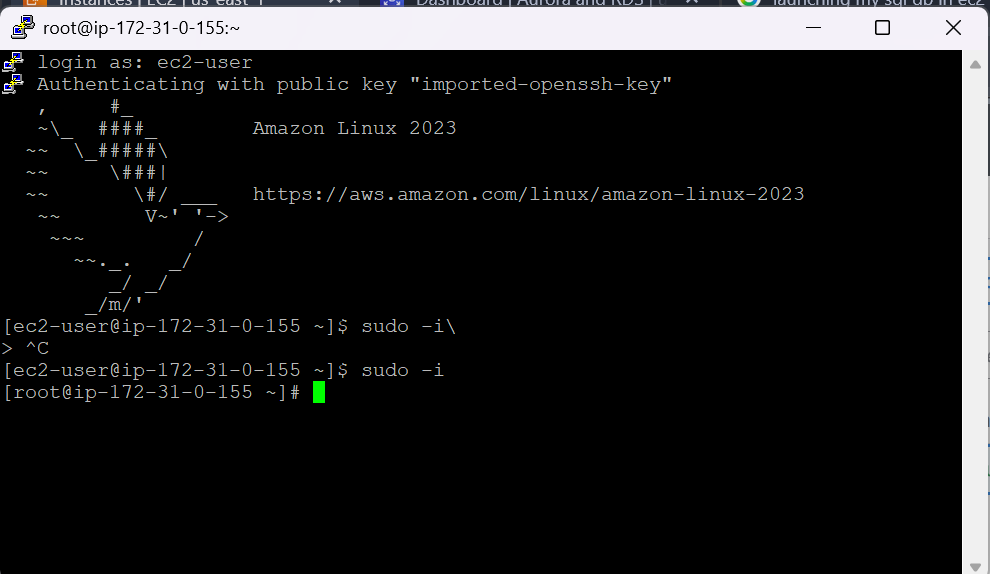 Instances | EC2 | us-east-1
Dashboard | Aurora and RDS |
launching my sql db in ec2
root@ip-172-31-0-155:~
login as: ec2-user
Authenticating with public key "imported-openssh-key"
   ,     #_
   ~\_  ####_        Amazon Linux 2023
  ~~  \_#####\
  ~~     \###|
  ~~       \#/ ___   https://aws.amazon.com/linux/amazon-linux-2023
   ~~       V~' '->
    ~~~         /
      ~~._.   _/
         _/ _/
       _/m/'
[ec2-user@ip-172-31-0-155 ~]$ sudo -i\
> ^C
[ec2-user@ip-172-31-0-155 ~]$ sudo -i
[root@ip-172-31-0-155 ~]#